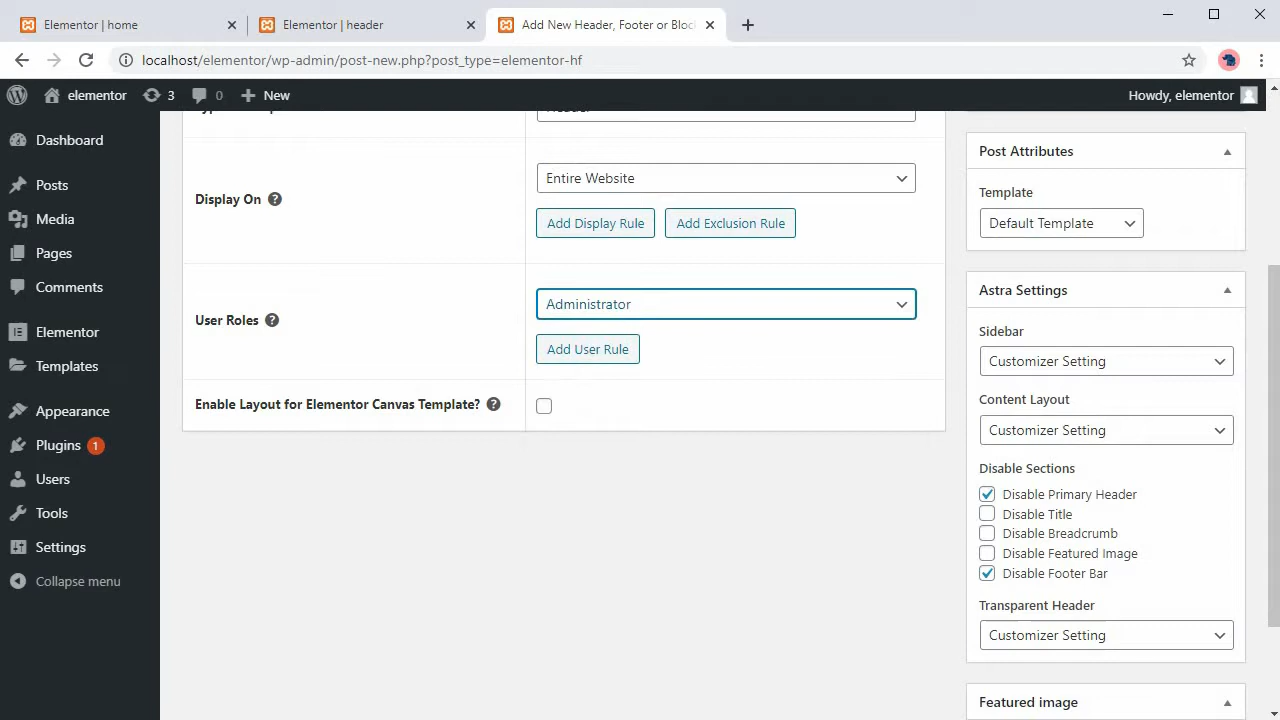 Elementor | home
Elementor | header
Add New Header, Footer or Bloc
localhost/elementor/wp-admin/post-new.php?post_type=elementor-hf
elementor
3
0
New
Howdy, elementor
Dashboard
Posts
Media
Pages
Comments
Elementor
Templates
Appearance
Plugins 1
Users
Tools
Settings
Collapse menu
Display On
Entire Website
Add Display Rule
Add Exclusion Rule
User Roles
Administrator
Add User Rule
Enable Layout for Elementor Canvas Template?
Post Attributes
Template
Default Template
Astra Settings
Sidebar
Customizer Setting
Content Layout
Customizer Setting
Disable Sections
Disable Primary Header
Disable Title
Disable Breadcrumb
Disable Featured Image
Disable Footer Bar
Transparent Header
Customizer Setting
Featured image